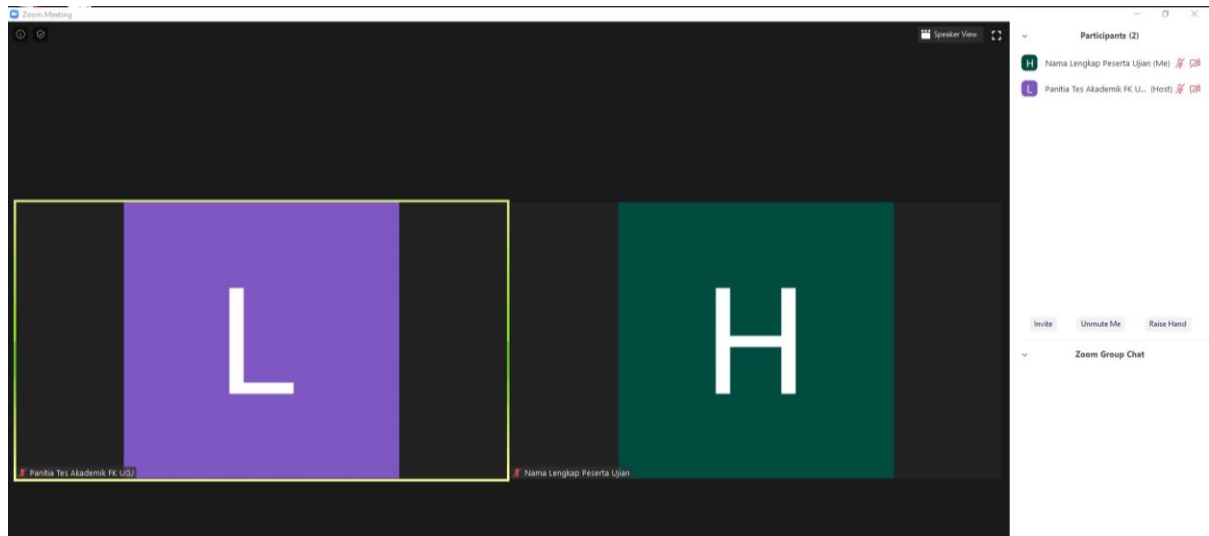 Zoom Meeting
Speaker View
L
Panitia Tes Akademik FK UGJ
H
Nama Lengkap Peserta Ujian
Participants (2)
H Nama Lengkap Peserta Ujian (Me)
L Panitia Tes Akademik FK U... (Host)
Invite Unmute Me Raise Hand
Zoom Group Chat